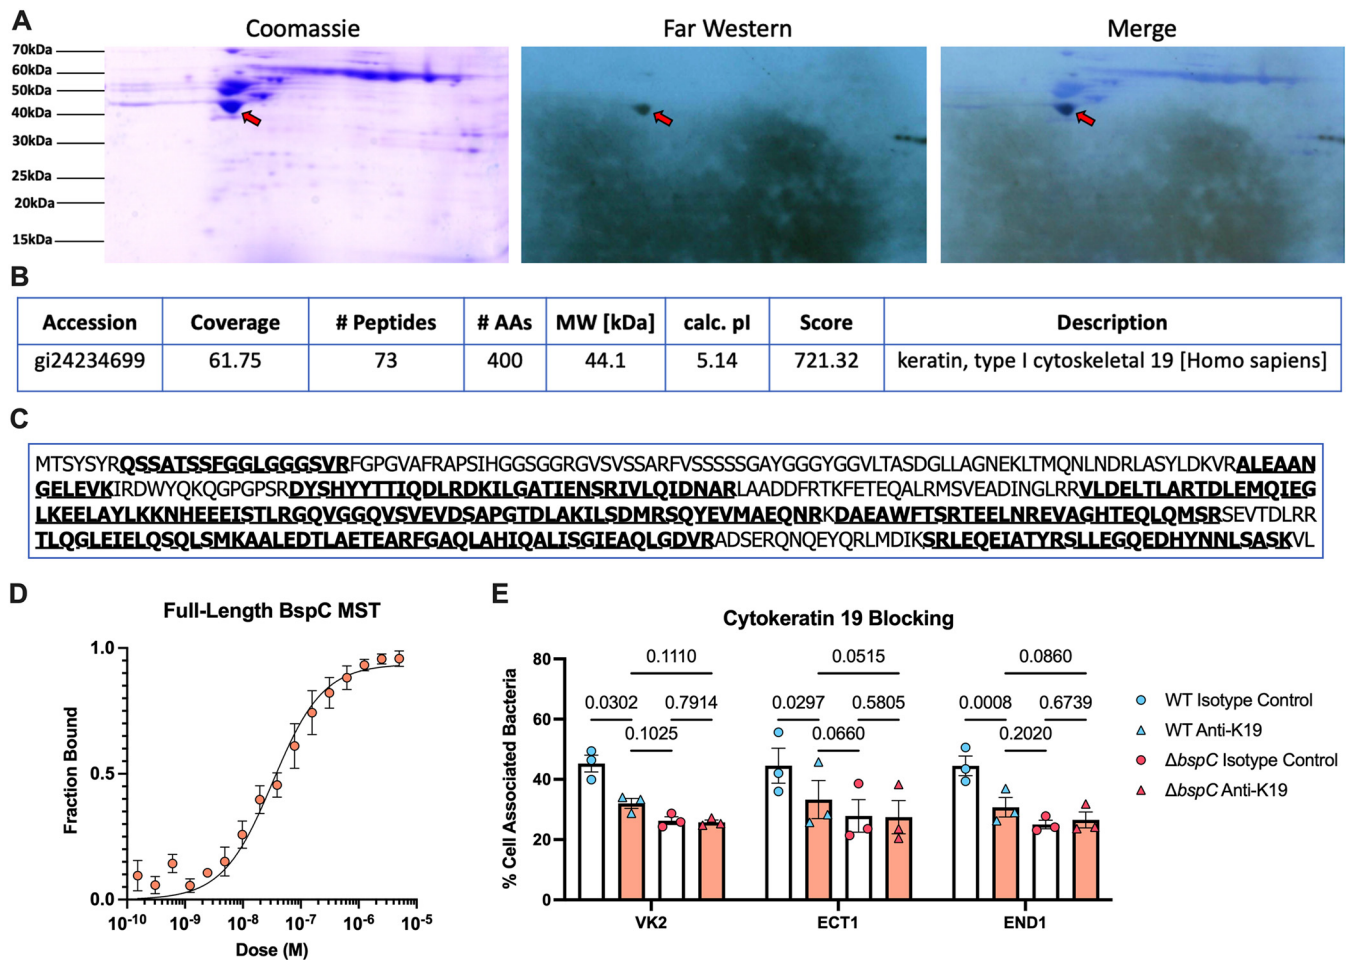 A
Coomassie
Far Western
Merge
70kDa
60kDa
50kDa
40kDa
30kDa
25kDa
20kDa
15kDa
B
Accession Coverage # Peptides # AAs MW [kDa] calc. pI Score Description
gi24234699 61.75 73 400 44.1 5.14 721.32 keratin, type I cytoskeletal 19 [Homo sapiens]
C
MTSYSYRQSSATSSFGGLGGGSVRFGPGVAFRAPSIHGGSGGRGVSVSSARFVSSSSSGAYGGGYGGVLTASDGLLAGNEKLTMQNLNDRLASYLDKVRALEAAN
GELEVKIRDWYQKQGPGPSRDYSHYYTTIQDLRDKILGATIENSRIVLQIDNARLAADDFRTKFETEQALRMSVEADINGLRRVLDELTLARTDLEMQIEG
LKEELAYLKKNHEEEISTLRGQVGGQVSVEVDSAPGTDLAKILSDMRSQYEVMAEQNRKDAEAWFTSRTEELNREVAGHTEQLQMSRSEVTDLRR
TLQGLEIELQSQLSMKAALEDTLAETEARFGAQLAHIQALISGIEAQLGDVRADSERQNQEYQRLMDIKSRLEQEIATYRSLLEGQEDHYNNLSASKVL
D
Full-Length BspC MST
Fraction Bound
1.0
0.5
0.0
10-10 10-9 10-8 10-7 10-6 10-5
Dose (M)
E
Cytokeratin 19 Blocking
% Cell Associated Bacteria
80
60
40
20
0
0.1110
0.0302 0.7914
0.1025
0.0515
0.0297 0.5805
0.0660
0.0860
0.0008 0.6739
0.2020
VK2 ECT1 END1
WT Isotype Control
WT Anti-K19
ΔbspC Isotype Control
ΔbspC Anti-K19